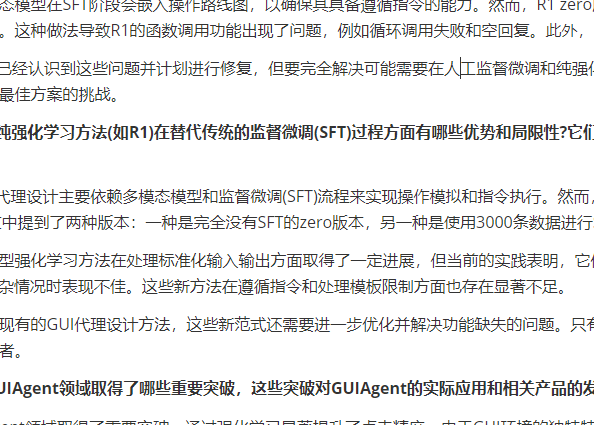 态模型在SFT阶段会嵌入操作路线图，以确保其具备遵循指令的能力。然而，R1 zero
。这种做法导致R1的函数调用功能出现了问题，例如循环调用失败和空回复。此外，
已经认识到这些问题并计划进行修复，但要完全解决可能需要在人工监督微调和纯强化
最佳方案的挑战。
纯强化学习方法(如R1)在替代传统的监督微调(SFT)过程方面有哪些优势和局限性?它们
代理设计主要依赖多模态模型和监督微调(SFT)流程来实现操作模拟和指令执行。然而，
中提到了两种版本：一种是完全没有SFT的zero版本，另一种是使用3000条数据进行
型强化学习方法在处理标准化输入输出方面取得了一定进展，但当前的实践表明，它
杂情况时表现不佳。这些新方法在遵循指令和处理模板限制方面也存在显著不足。
现有的GUI代理设计方法，这些新范式还需要进一步优化并解决功能缺失的问题。只有
者。
UIAgent领域取得了哪些重要突破，这些突破对GUIAgent的实际应用和相关产品的发